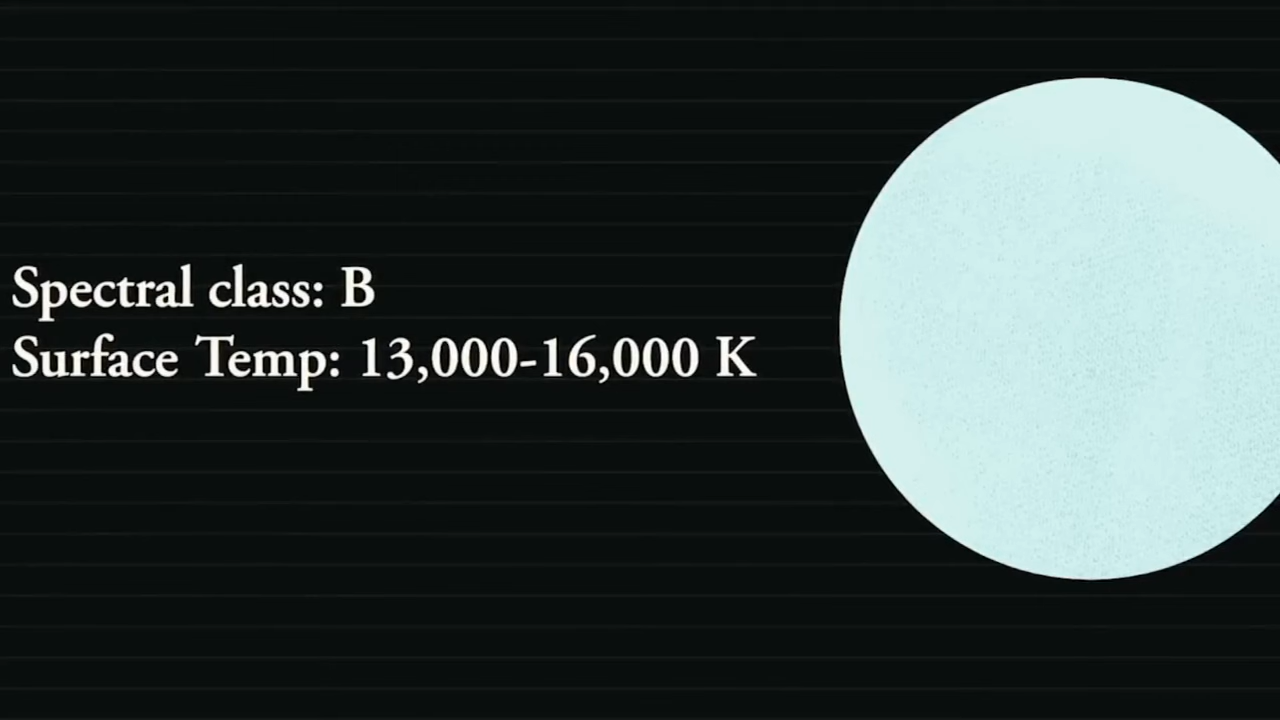 Spectral class: B
Surface Temp: 13,000-16,000 K